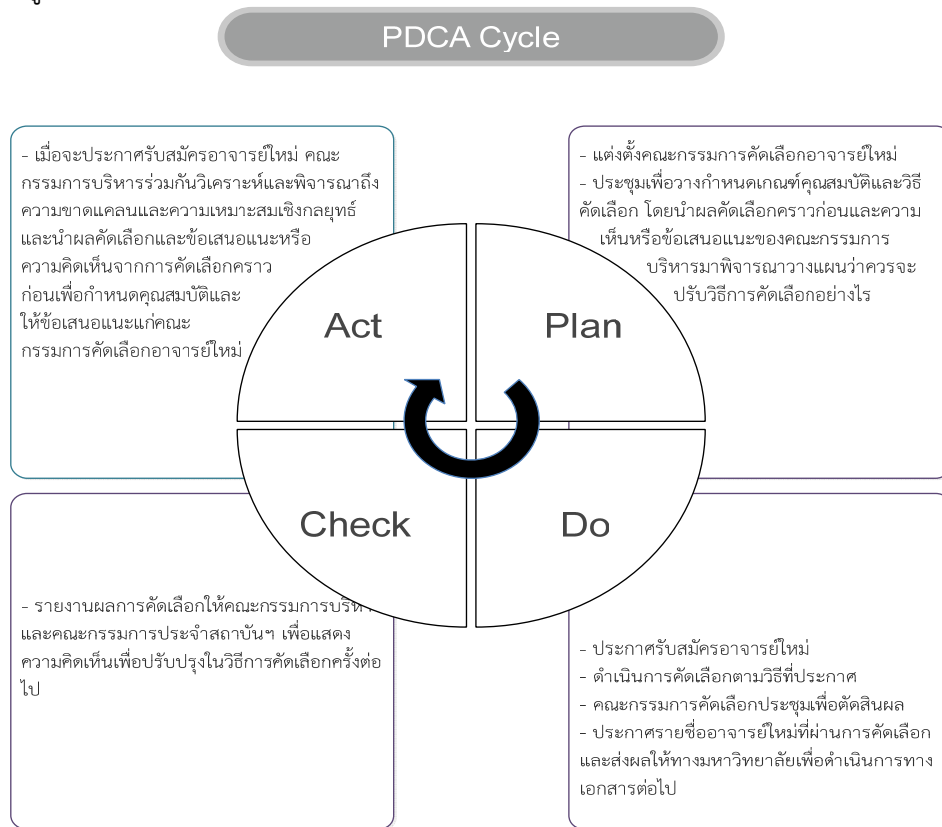 PDCA Cycle
- เมื่อจะประกาศรับสมัครอาจารย์ใหม่ คณะ
กรรมการบริหารร่วมกันวิเคราะห์และพิจารณาถึง
ความขาดแคลนและความเหมาะสมเชิงกลยุทธ์
และนำผลคัดเลือกและข้อเสนอแนะหรือ
ความคิดเห็นจากการคัดเลือกคราว
ก่อนเพื่อกำหนดคุณสมบัติและ
ให้ข้อเสนอแนะแก่คณะ
กรรมการคัดเลือกอาจารย์ใหม่
- แต่งตั้งคณะกรรมการคัดเลือกอาจารย์ใหม่
- ประชุมเพื่อวางกำหนดเกณฑ์คุณสมบัติและวิธี
คัดเลือก โดยนำผลคัดเลือกคราวก่อนและความ
เห็นหรือข้อเสนอแนะของคณะกรรมการ
บริหารมาพิจารณาวางแผนว่าควรจะ
ปรับวิธีการคัดเลือกอย่างไร
Act
Plan
Check
Do
- รายงานผลการคัดเลือกให้คณะกรรมการบริหา
และคณะกรรมการประจำสถาบันฯ เพื่อแสดง
ความคิดเห็นเพื่อปรับปรุงในวิธีการคัดเลือกครั้งต่อ
ไป
- ประกาศรับสมัครอาจารย์ใหม่
- ดำเนินการคัดเลือกตามวิธีที่ประกาศ
- คณะกรรมการคัดเลือกประชุมเพื่อตัดสินผล
- ประกาศรายชื่ออาจารย์ใหม่ที่ผ่านการคัดเลือก
และส่งผลให้ทางมหาวิทยาลัยเพื่อดำเนินการทาง
เอกสารต่อไป